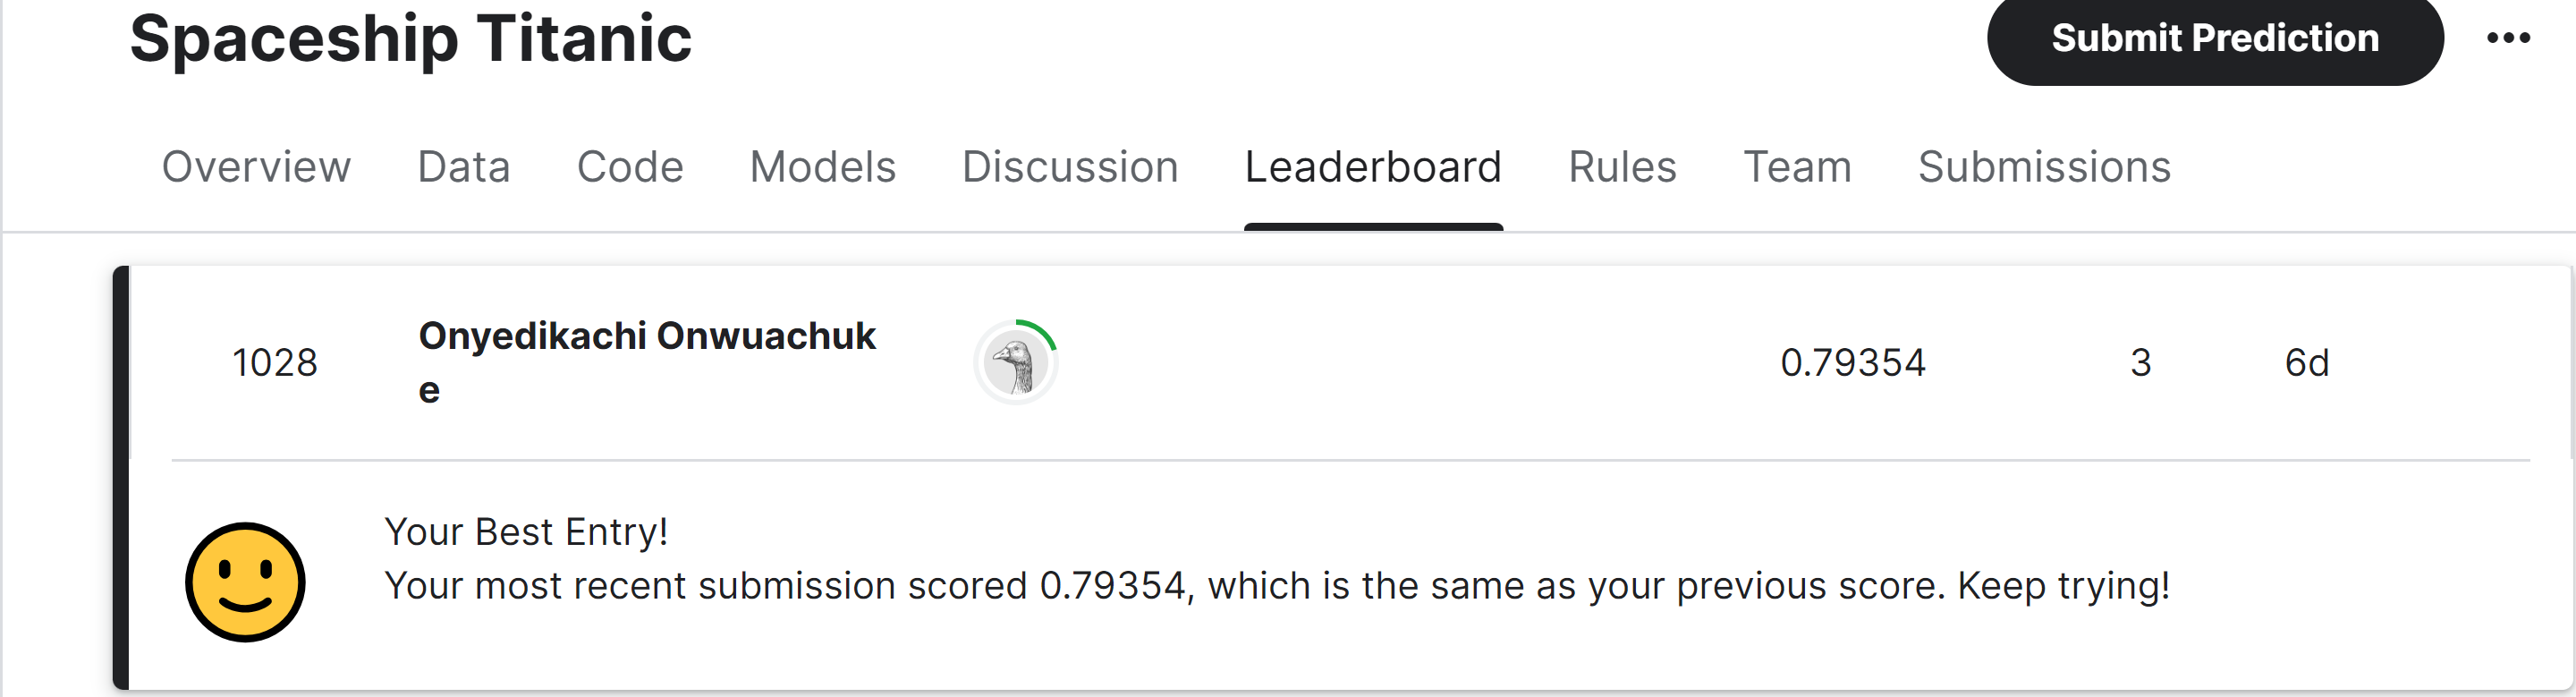 Spaceship Titanic
Submit Prediction
Overview Data Code Models Discussion Leaderboard Rules Team Submissions
1028 Onyedikachi Onwuachuk 0.79354 3 6d
e
Your Best Entry!
Your most recent submission scored 0.79354, which is the same as your previous score. Keep trying!